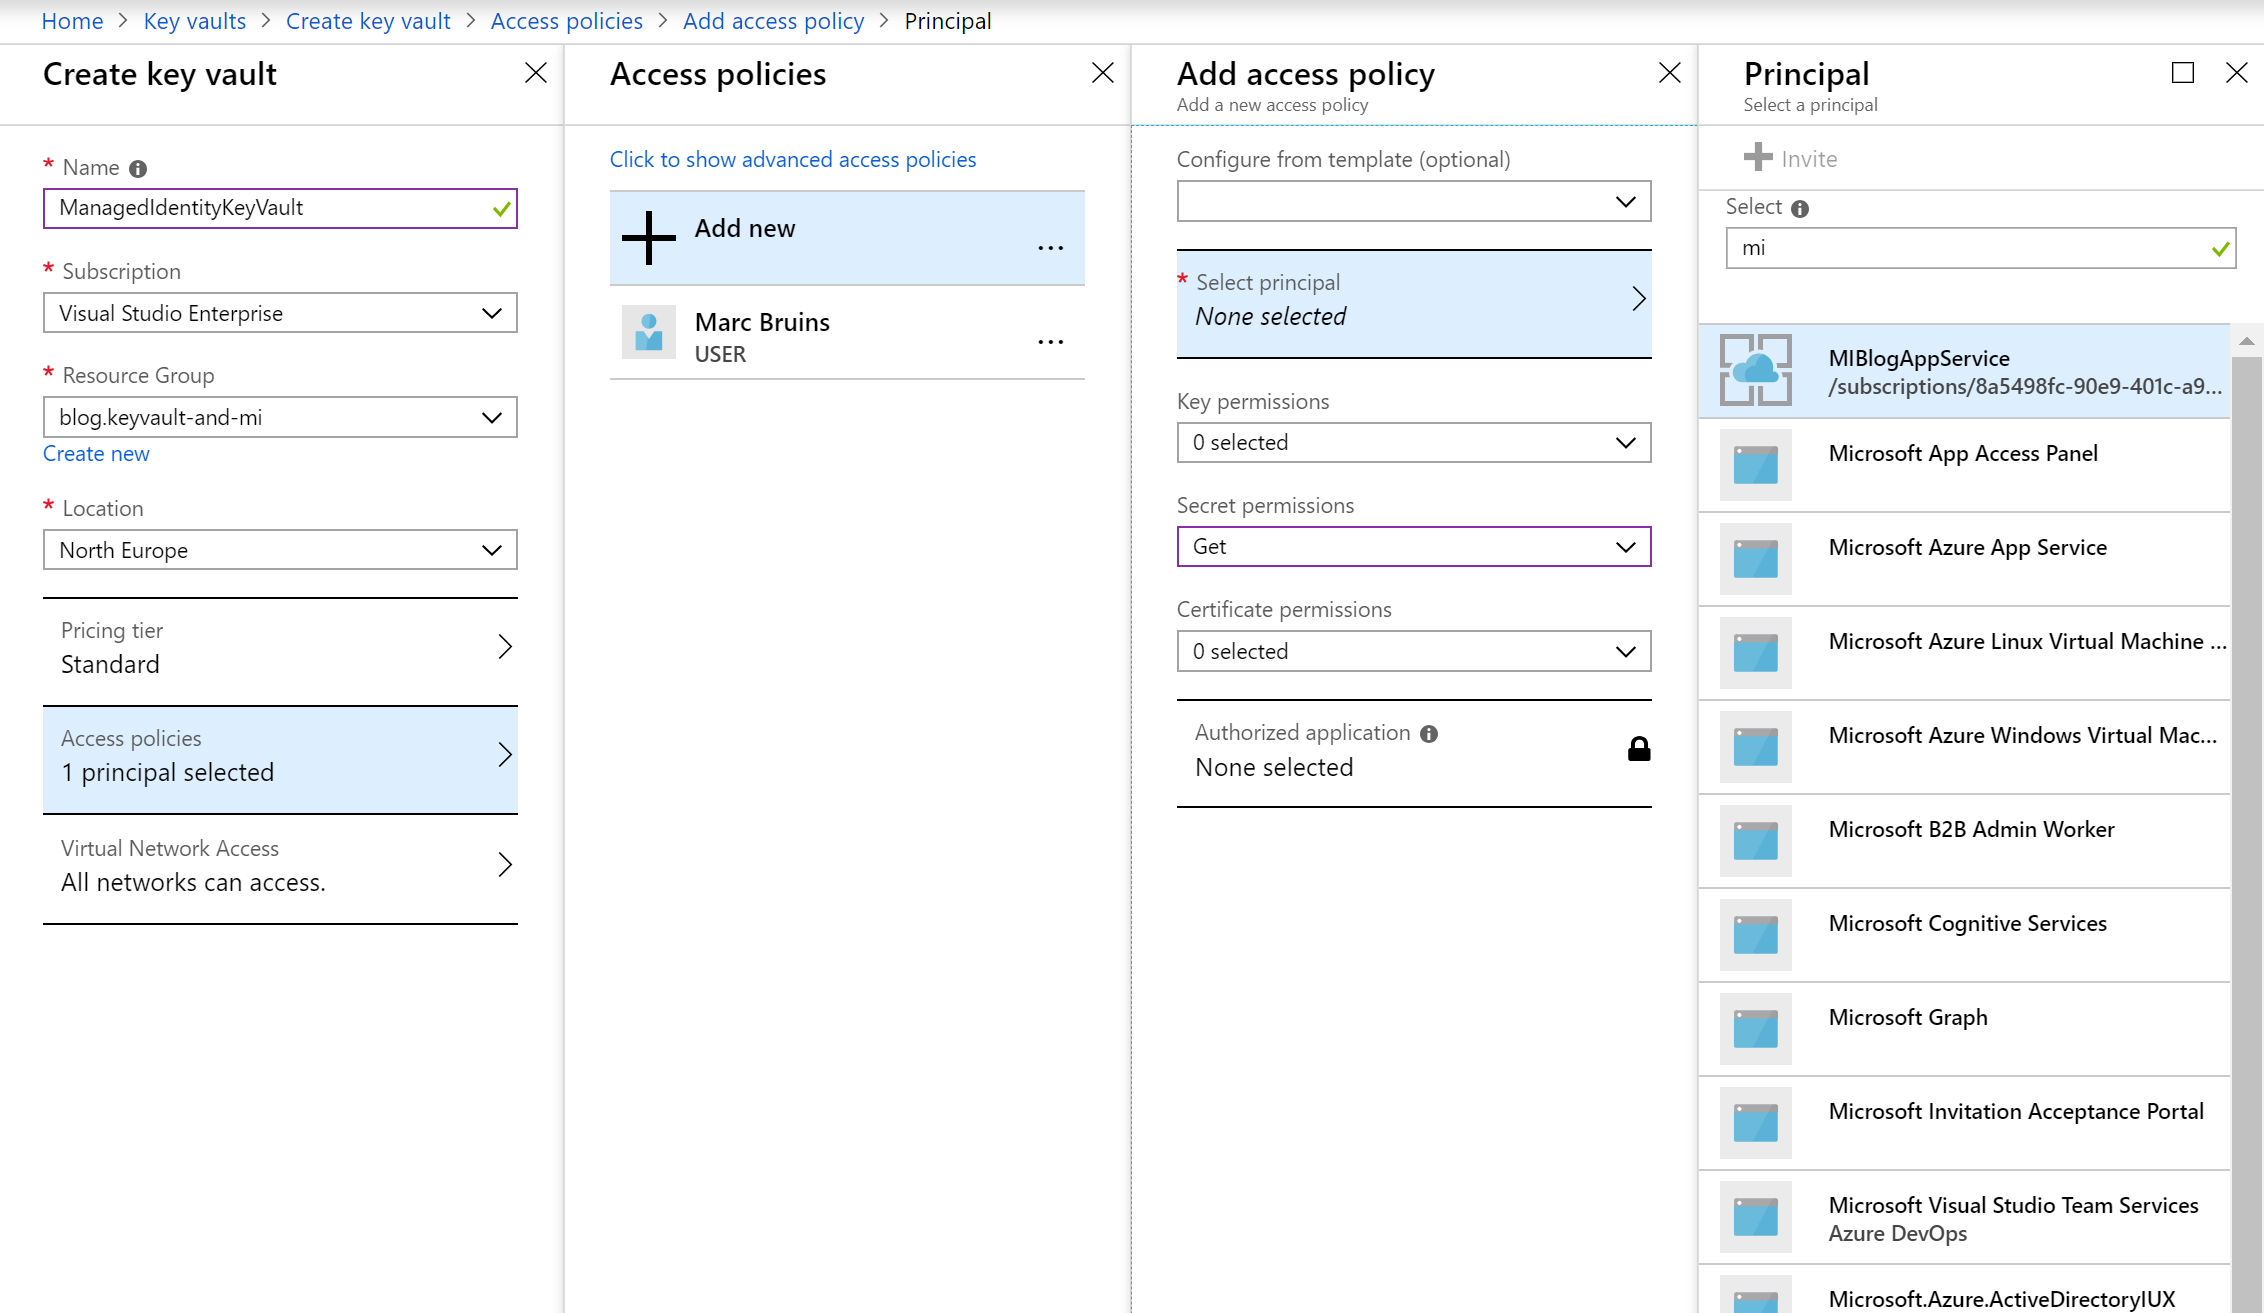 Home > Key vaults > Create key vault > Access policies > Add access policy > Principal
Create key vault
* Name
ManagedIdentityKeyVault
* Subscription
Visual Studio Enterprise
* Resource Group
blog.keyvault-and-mi
Create new
* Location
North Europe
Pricing tier
Standard
Access policies
1 principal selected
Virtual Network Access
All networks can access.
Access policies
Click to show advanced access policies
Add new
...
Marc Bruins
USER
...
Add access policy
Add a new access policy
Configure from template (optional)
* Select principal
None selected
Key permissions
0 selected
Secret permissions
Get
Certificate permissions
0 selected
Authorized application
None selected
Principal
Select a principal
Invite
Select
mi
MIBlogAppService
/subscriptions/8a5498fc-90e9-401c-a9...
Microsoft App Access Panel
Microsoft Azure App Service
Microsoft Azure Linux Virtual Machine ...
Microsoft Azure Windows Virtual Mac...
Microsoft B2B Admin Worker
Microsoft Cognitive Services
Microsoft Graph
Microsoft Invitation Acceptance Portal
Microsoft Visual Studio Team Services
Azure DevOps
Microsoft.Azure.ActiveDirectoryIUX